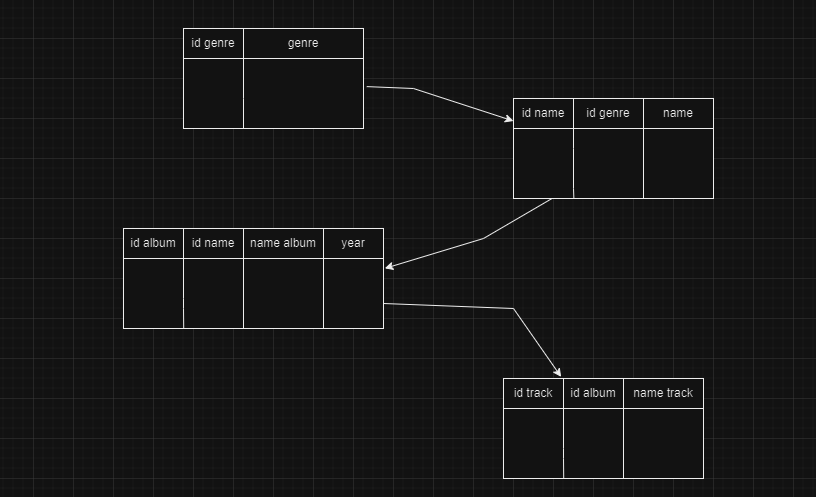 id genre genre
id name id genre name
id album id name name album year
id track id album name track